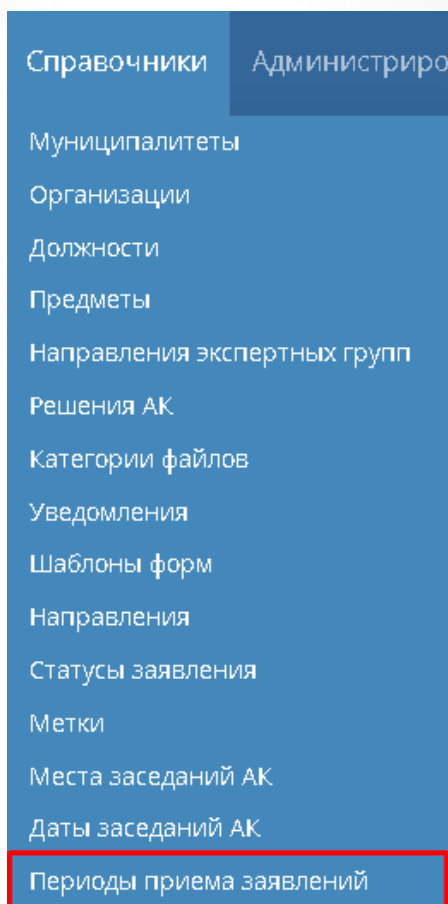 Справочники Администриро
Муниципалитеты
Организации
Должности
Предметы
Направления экспертных групп
Решения АК
Категории файлов
Уведомления
Шаблоны форм
Направления
Статусы заявления
Метки
Места заседаний АК
Даты заседаний АК
Периоды приема заявлений